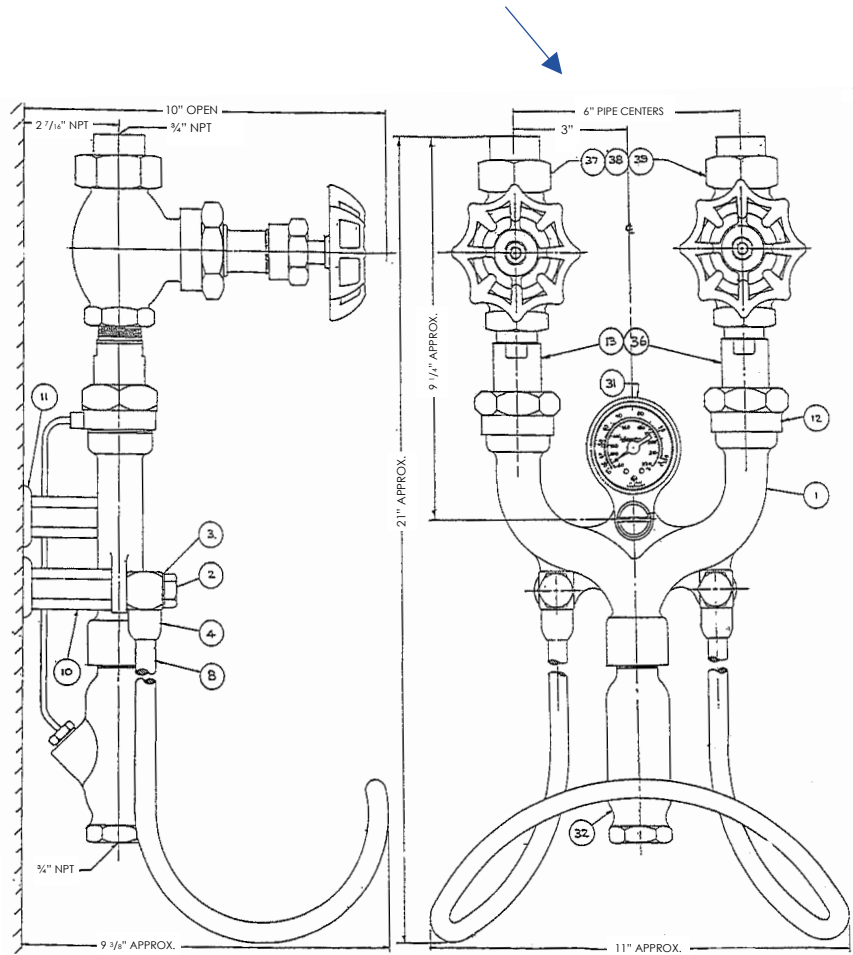 10" OPEN
2 7/16" NPT
¾" NPT
6" PIPE CENTERS
3"
37 38 39
9 1/4" APPROX.
21" APPROX.
13 36
31
11
12
1
3.
2
4
8
10
32
¾" NPT
9 3/8" APPROX.
11" APPROX.